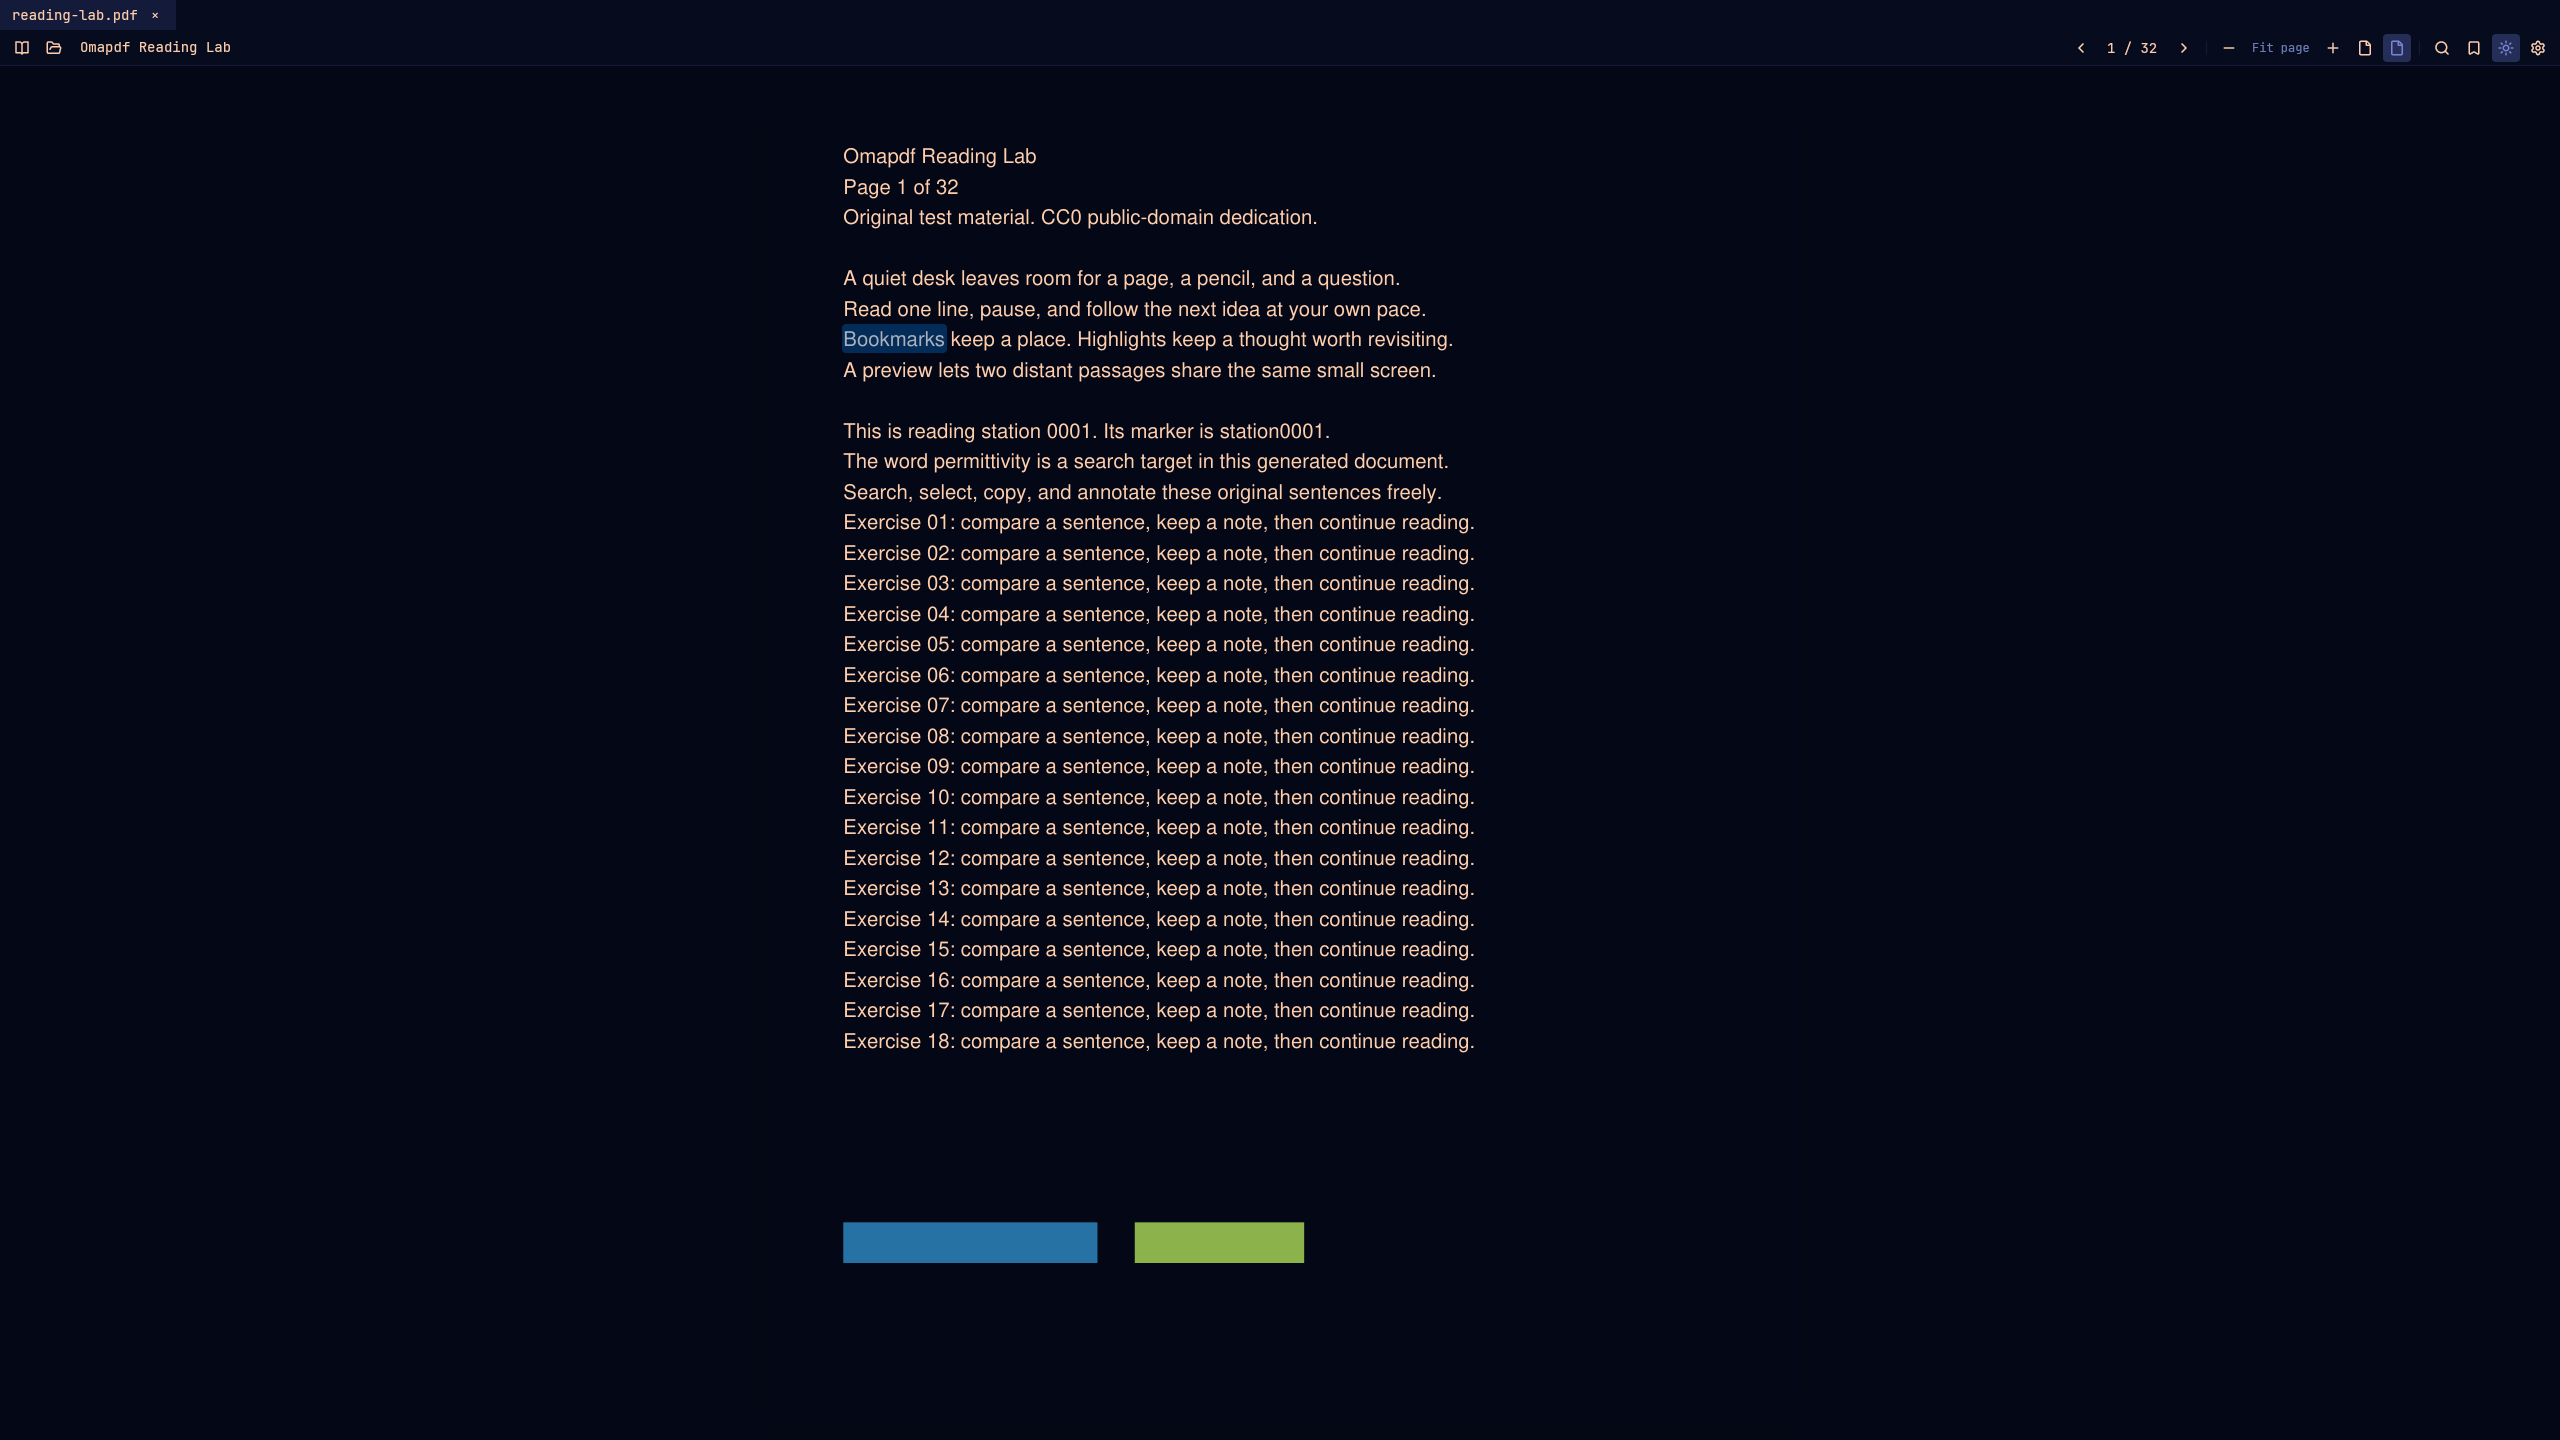 reading-lab.pdf ×
Omapdf Reading Lab
1 / 32
Fit page
Omapdf Reading Lab
Page 1 of 32
Original test material. CC0 public-domain dedication.
A quiet desk leaves room for a page, a pencil, and a question.
Read one line, pause, and follow the next idea at your own pace.
Bookmarks keep a place. Highlights keep a thought worth revisiting.
A preview lets two distant passages share the same small screen.
This is reading station 0001. Its marker is station0001.
The word permittivity is a search target in this generated document.
Search, select, copy, and annotate these original sentences freely.
Exercise 01: compare a sentence, keep a note, then continue reading.
Exercise 02: compare a sentence, keep a note, then continue reading.
Exercise 03: compare a sentence, keep a note, then continue reading.
Exercise 04: compare a sentence, keep a note, then continue reading.
Exercise 05: compare a sentence, keep a note, then continue reading.
Exercise 06: compare a sentence, keep a note, then continue reading.
Exercise 07: compare a sentence, keep a note, then continue reading.
Exercise 08: compare a sentence, keep a note, then continue reading.
Exercise 09: compare a sentence, keep a note, then continue reading.
Exercise 10: compare a sentence, keep a note, then continue reading.
Exercise 11: compare a sentence, keep a note, then continue reading.
Exercise 12: compare a sentence, keep a note, then continue reading.
Exercise 13: compare a sentence, keep a note, then continue reading.
Exercise 14: compare a sentence, keep a note, then continue reading.
Exercise 15: compare a sentence, keep a note, then continue reading.
Exercise 16: compare a sentence, keep a note, then continue reading.
Exercise 17: compare a sentence, keep a note, then continue reading.
Exercise 18: compare a sentence, keep a note, then continue reading.